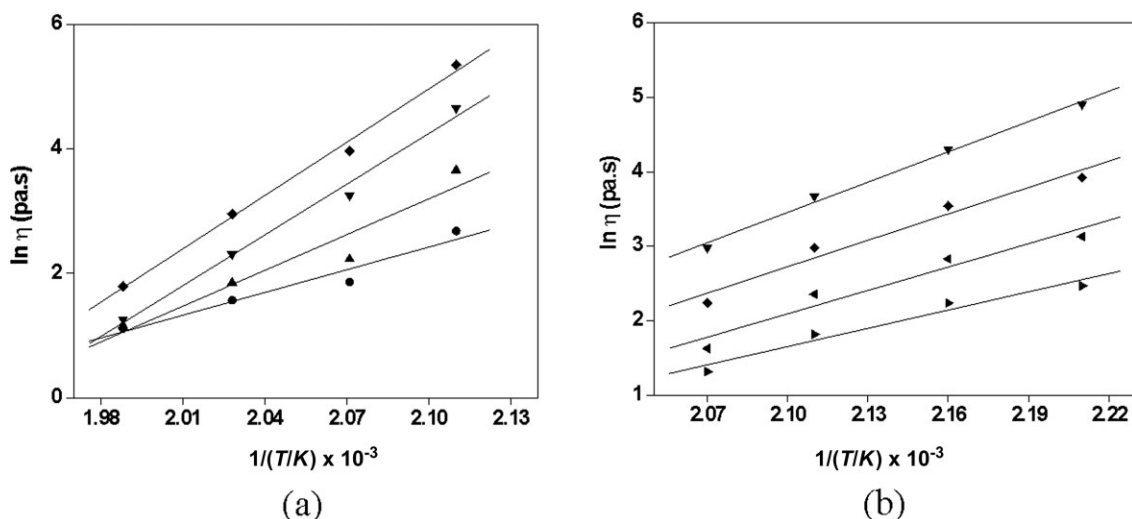 6
4
2
0
ln η (pa.s)
1.98 2.01 2.04 2.07 2.10 2.13
1/(T/K) x 10⁻³
(a)
6
5
4
3
2
1
ln η (pa.s)
2.07 2.10 2.13 2.16 2.19 2.22
1/(T/K) x 10⁻³
(b)